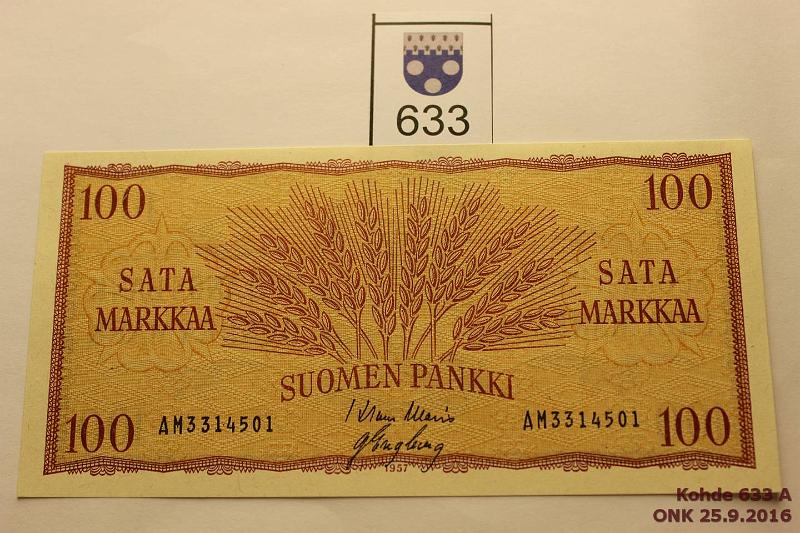 633
100
100
SATA
MARKKAA
SATA
MARKKAA
SUOMEN PANKKI
100
AM3314501
AM3314501
100
1957
Kohde 633 A
ONK 25.9.2016